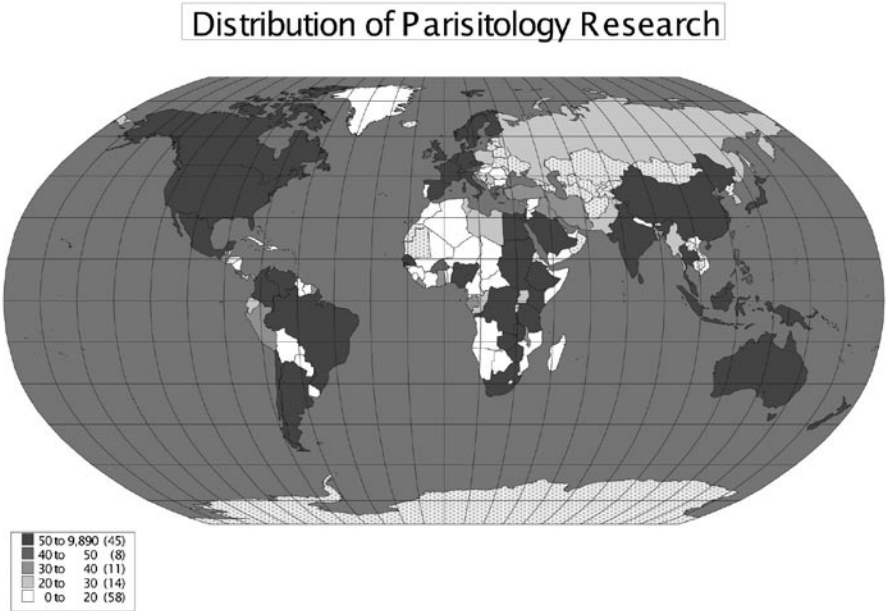 Distribution of Parisitology Research
50 to 9,890 (45)
40 to 50 (8)
30 to 40 (11)
20 to 30 (14)
0 to 20 (58)